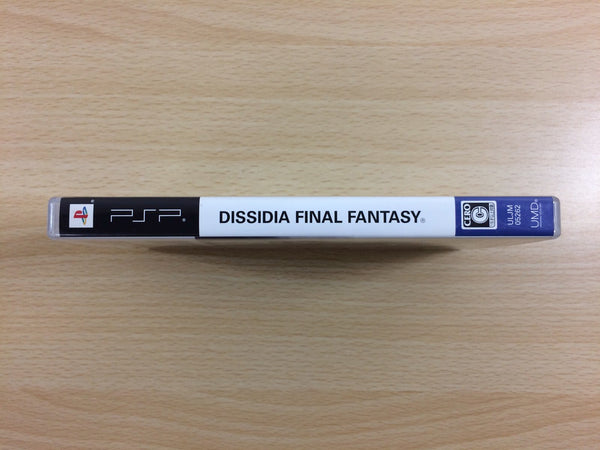 PSP®
DISSIDIA FINAL FANTASY®
CERO
C
ULJM
05262
UMD®